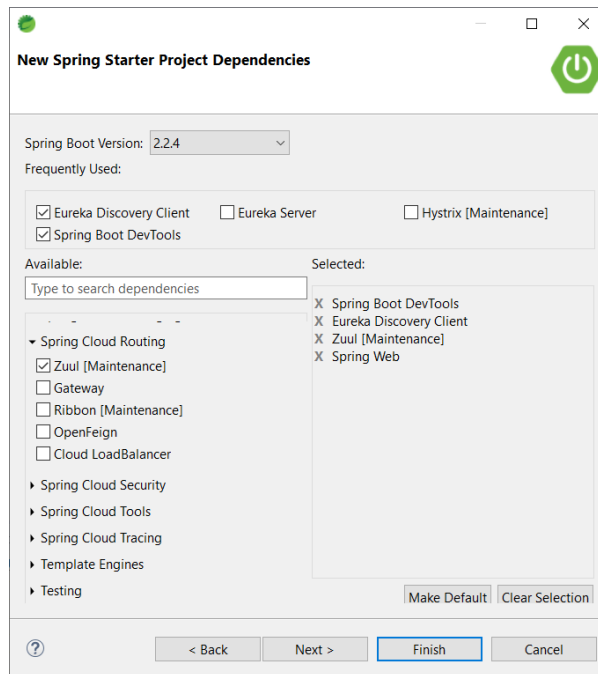 New Spring Starter Project Dependencies
Spring Boot Version: 2.2.4
Frequently Used:
Eureka Discovery Client Eureka Server Hystrix [Maintenance]
Spring Boot DevTools
Available: Selected:
Type to search dependencies
X Spring Boot DevTools
X Eureka Discovery Client
X Zuul [Maintenance]
X Spring Web
Spring Cloud Routing
Zuul [Maintenance]
Gateway
Ribbon [Maintenance]
OpenFeign
Cloud LoadBalancer
Spring Cloud Security
Spring Cloud Tools
Spring Cloud Tracing
Template Engines
Testing
Make Default Clear Selection
? < Back Next > Finish Cancel